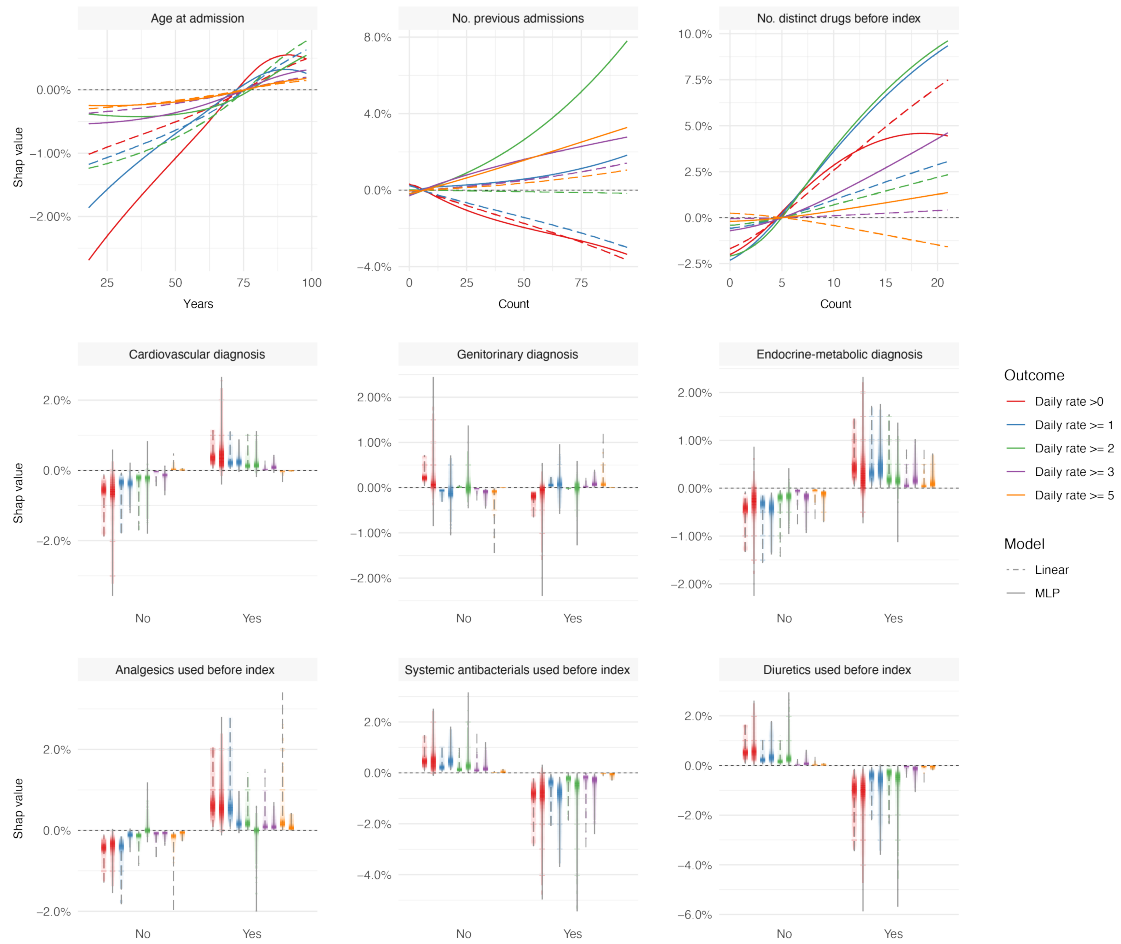 Age at admission
No. previous admissions
No. distinct drugs before index
Shap value
0.00%
−1.00%
−2.00%
25
50
75
100
Years
8.0%
4.0%
0.0%
−4.0%
0
25
50
75
Count
10.0%
7.5%
5.0%
2.5%
0.0%
−2.5%
0
5
10
15
20
Count
Cardiovascular diagnosis
Genitorinary diagnosis
Endocrine-metabolic diagnosis
Shap value
2.0%
0.0%
−2.0%
No
Yes
2.00%
1.00%
0.00%
−1.00%
−2.00%
No
Yes
2.00%
1.00%
0.00%
−1.00%
−2.00%
No
Yes
Outcome
Daily rate >0
Daily rate >= 1
Daily rate >= 2
Daily rate >= 3
Daily rate >= 5
Model
Linear
MLP
Analgesics used before index
Systemic antibacterials used before index
Diuretics used before index
Shap value
2.0%
0.0%
−2.0%
No
Yes
2.0%
0.0%
−2.0%
−4.0%
No
Yes
2.0%
0.0%
−2.0%
−4.0%
−6.0%
No
Yes